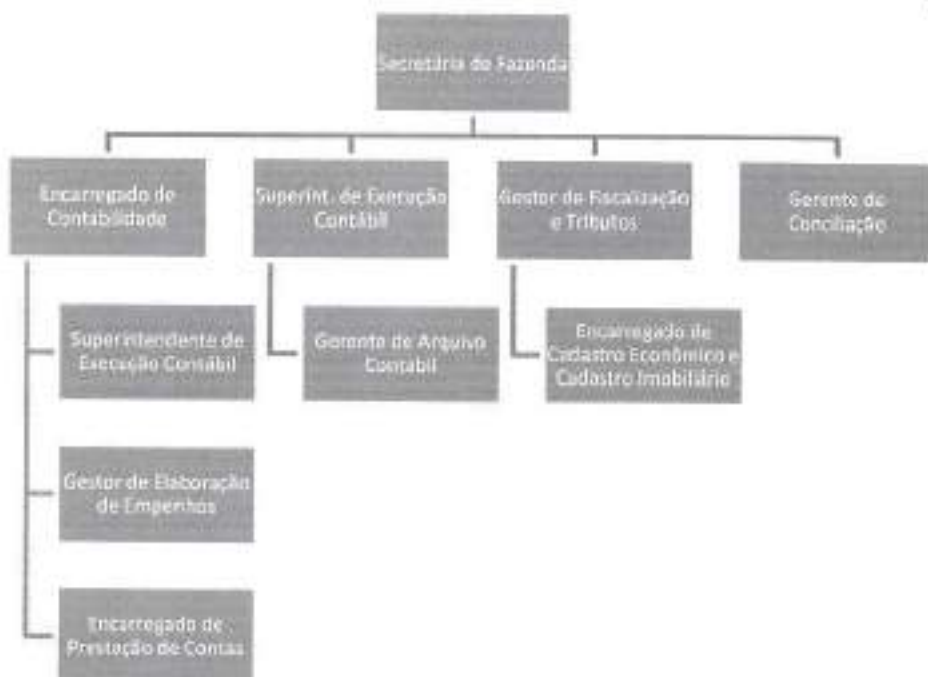 Secretária de Fazenda
Encarregado de
Contabilidade
Superint. de Execução
Contábil
Gestor de Fiscalização
e Tributos
Gerente de
Conciliação
Superintendente de
Execução Contábil
Gerente de Arquivo
Contábil
Encarregado de
Cadastro Econômico e
Cadastro Imobiliário
Gestor de Elaboração
de Empenhos
Encarregado de
Prestação de Contas